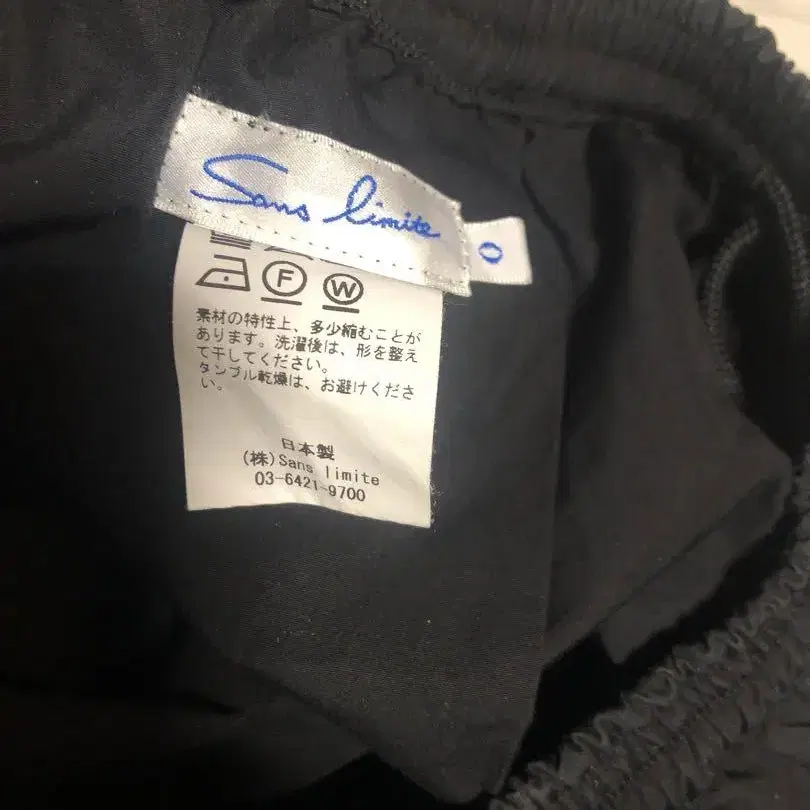 Sans limite
0
F W
素材の特性上、多少縮むことが
あります。洗濯後は、形を整え
て干してください。
タンブル乾燥は、お避けくださ
い。
日本製
(株)Sans limite
03-6421-9700